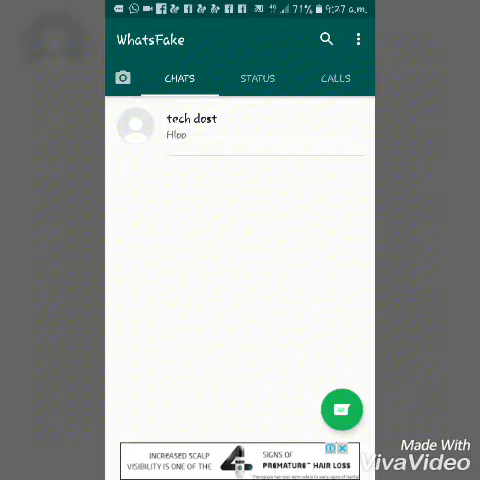 71% 9:27 a.m.
WhatsFake
CHATS STATUS CALLS
tech dost
Hloo
INCREASED SCALP
VISIBILITY IS ONE OF THE
4
SIGNS OF
PREMATURE* HAIR LOSS
Made With
VivaVideo